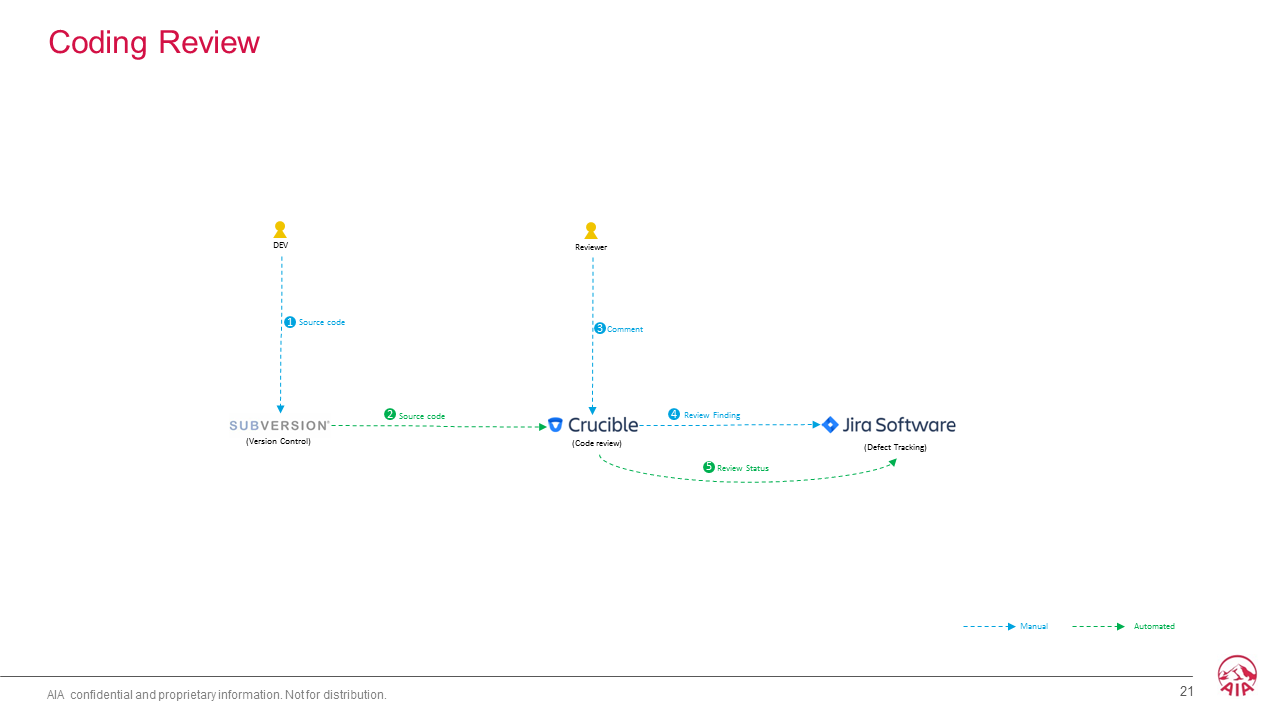 Coding Review
DEV
Reviewer
1 Source code
3 Comment
SUBVERSION®
(Version Control)
2 Source code
Crucible
(Code review)
4 Review Finding
Jira Software
(Defect Tracking)
5 Review Status
Manual
Automated
AIA confidential and proprietary information. Not for distribution.
21
AIA